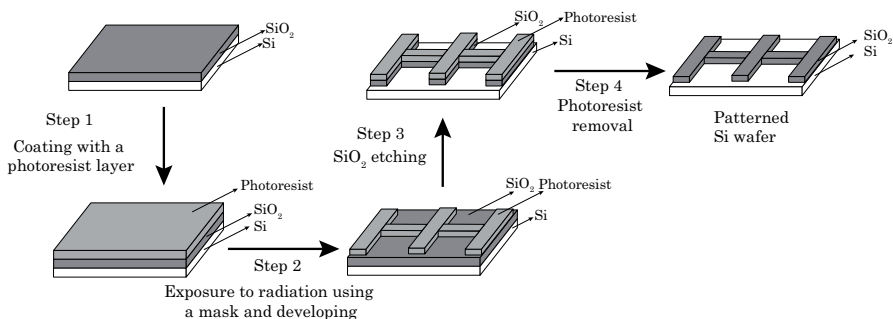 SiO2
Si
Step 1
Coating with a
photoresist layer
Photoresist
SiO2
Si
Step 2
Exposure to radiation using
a mask and developing
SiO2 Photoresist
Si
Step 3
SiO2 etching
SiO2
Photoresist
Si
Step 4
Photoresist
removal
SiO2
Si
Patterned
Si wafer